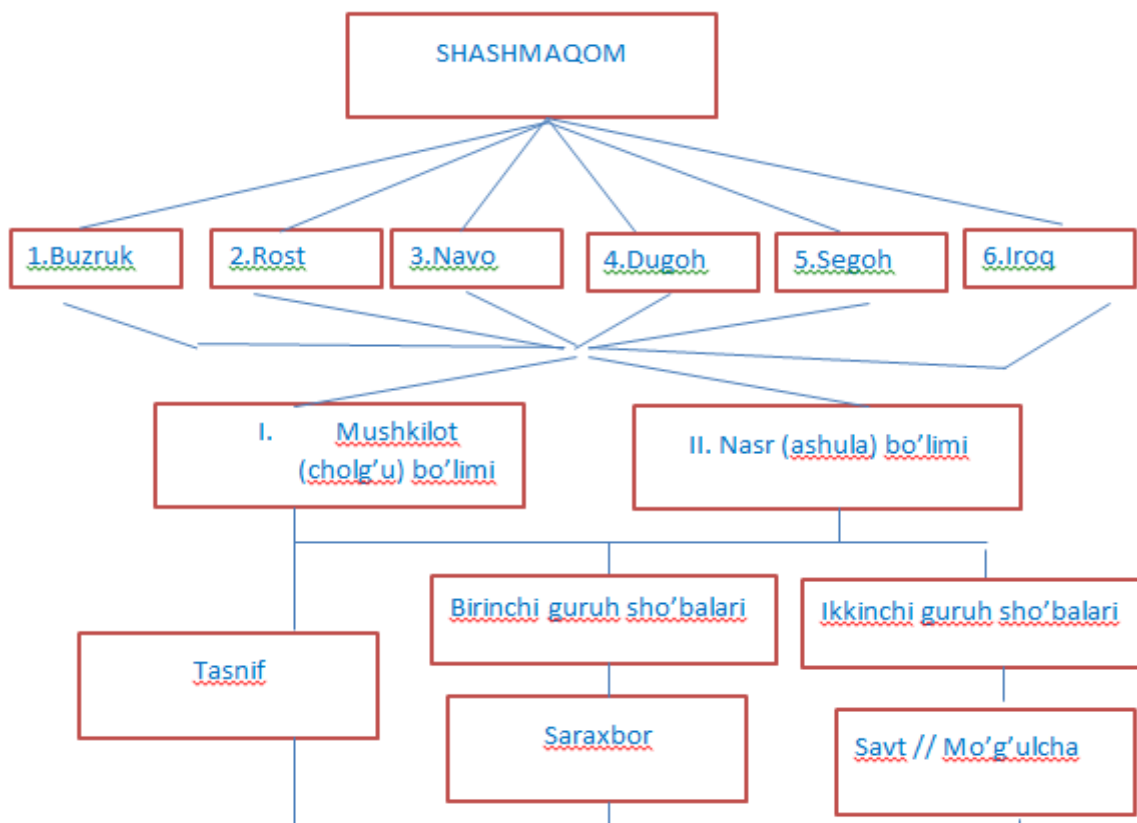 SHASHMAQOM
1.Buzruk
2.Rost
3.Navo
4.Dugoh
5.Segoh
6.Iroq
I. Mushkilot
(cholg’u) bo’limi
II. Nasr (ashula) bo’limi
Birinchi guruh sho’balari
Ikkinchi guruh sho’balari
Tasnif
Saraxbor
Savt // Mo’g’ulcha